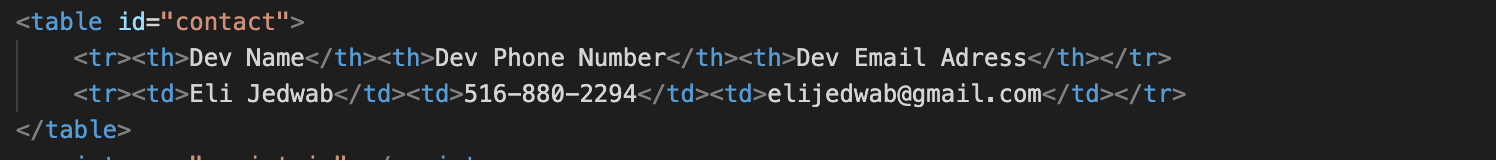 <table id="contact">
<tr><th>Dev Name</th><th>Dev Phone Number</th><th>Dev Email Adress</th></tr>
<tr><td>Eli Jedwab</td><td>516-880-2294</td><td>elijedwab@gmail.com</td></tr>
</table>